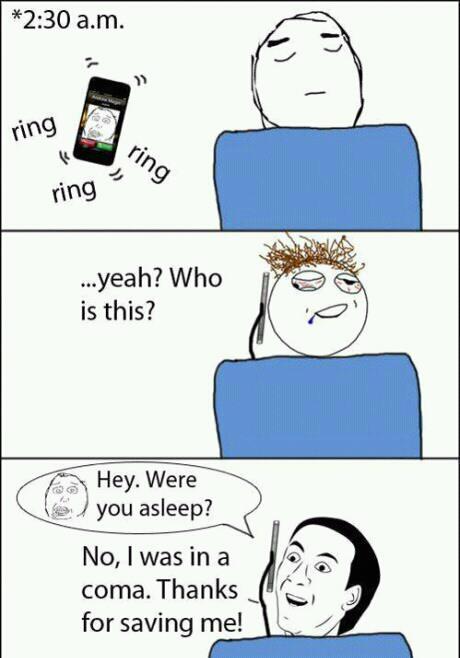 *2:30 a.m.
ring
ring
ring
...yeah? Who
is this?
Hey. Were
you asleep?
No, I was in a
coma. Thanks
for saving me!